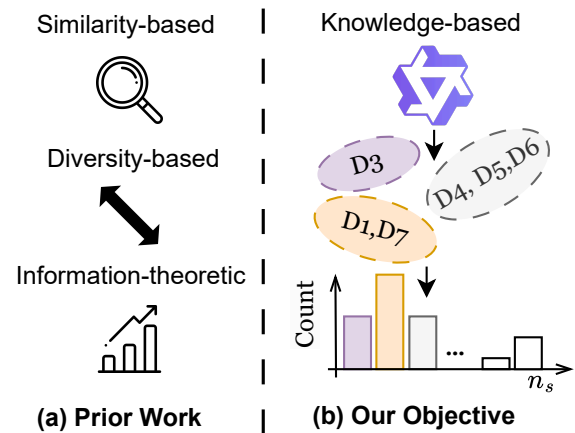 Similarity-based
Diversity-based
Information-theoretic
(a) Prior Work
Knowledge-based
D3
D4, D5,D6
D1,D7
Count
...
n_s
(b) Our Objective